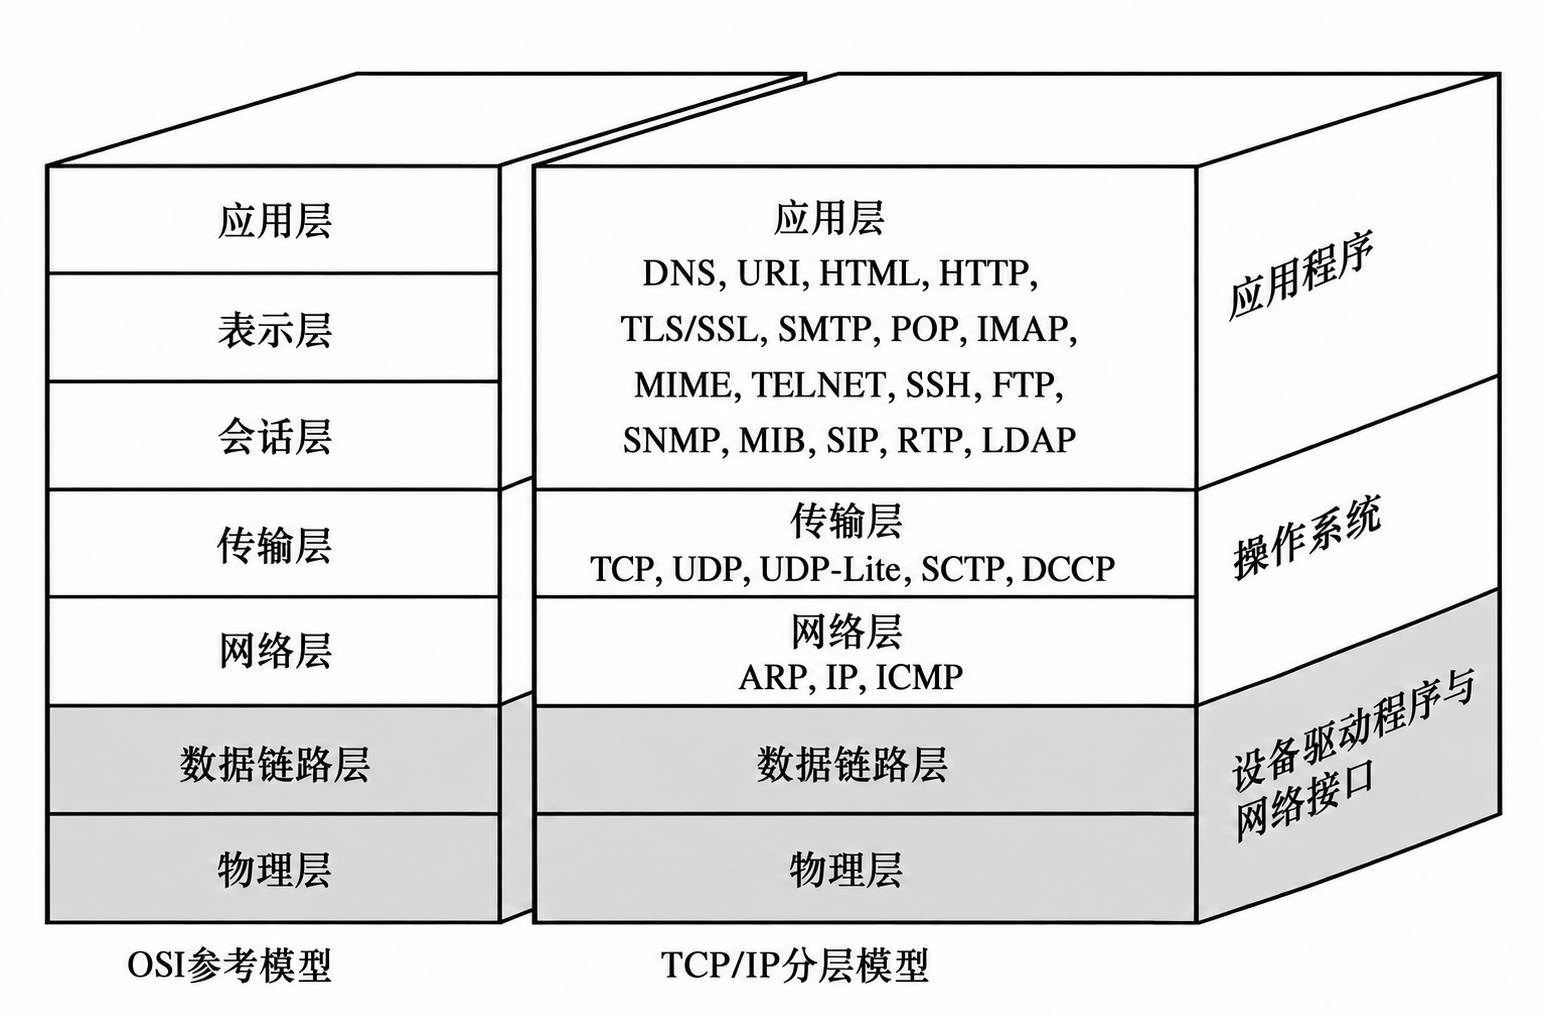 应用层
表示层
会话层
传输层
网络层
数据链路层
物理层
OSI参考模型
应用层
DNS, URI, HTML, HTTP,
TLS/SSL, SMTP, POP, IMAP,
MIME, TELNET, SSH, FTP,
SNMP, MIB, SIP, RTP, LDAP
传输层
TCP, UDP, UDP-Lite, SCTP, DCCP
网络层
ARP, IP, ICMP
数据链路层
物理层
TCP/IP分层模型
应用程序
操作系统
设备驱动程序与
网络接口